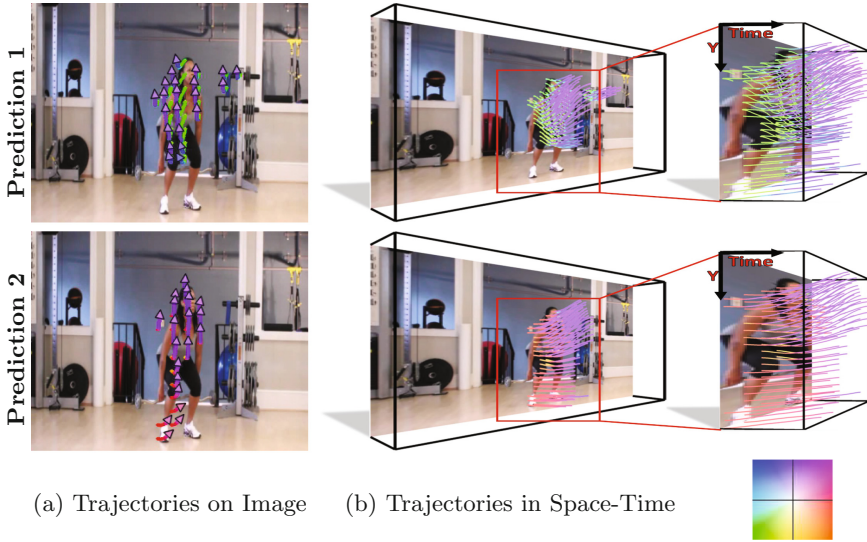 Prediction 1
Time
Y
Prediction 2
Time
Y
(a) Trajectories on Image
(b) Trajectories in Space-Time